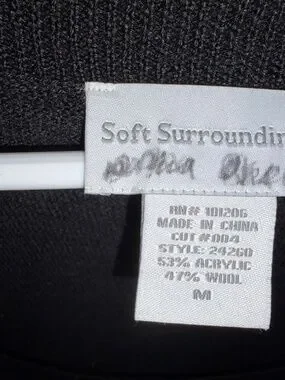 Soft Surroundin
RN# 101206
MADE IN CHINA
CUT #004
STYLE: 24260
53% ACRYLIC
47% WOOL
M